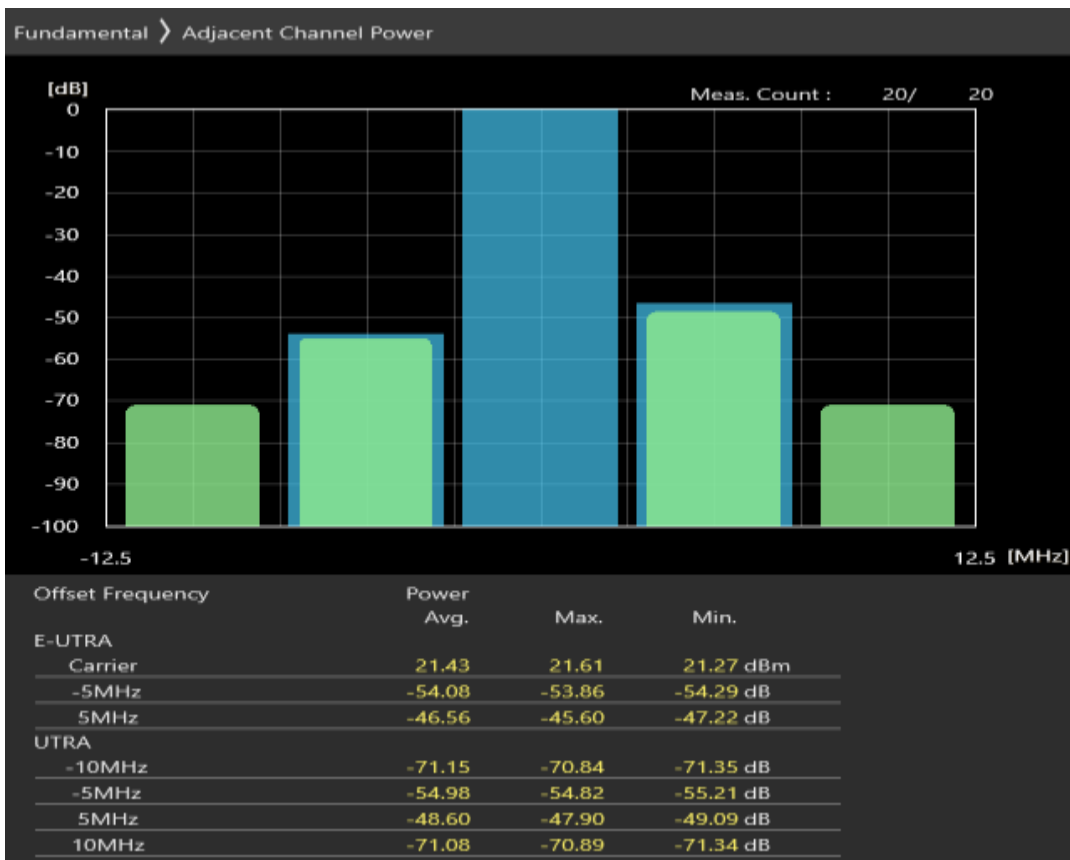 Fundamental 〉 Adjacent Channel Power
[dB]
Meas. Count : 20/ 20
0
-10
-20
-30
-40
-50
-60
-70
-80
-90
-100
-12.5 12.5 [MHz]
Offset Frequency Power
Avg. Max. Min.
E-UTRA
Carrier 21.43 21.61 21.27 dBm
-5MHz -54.08 -53.86 -54.29 dB
5MHz -46.56 -45.60 -47.22 dB
UTRA
-10MHz -71.15 -70.84 -71.35 dB
-5MHz -54.98 -54.82 -55.21 dB
5MHz -48.60 -47.90 -49.09 dB
10MHz -71.08 -70.89 -71.34 dB